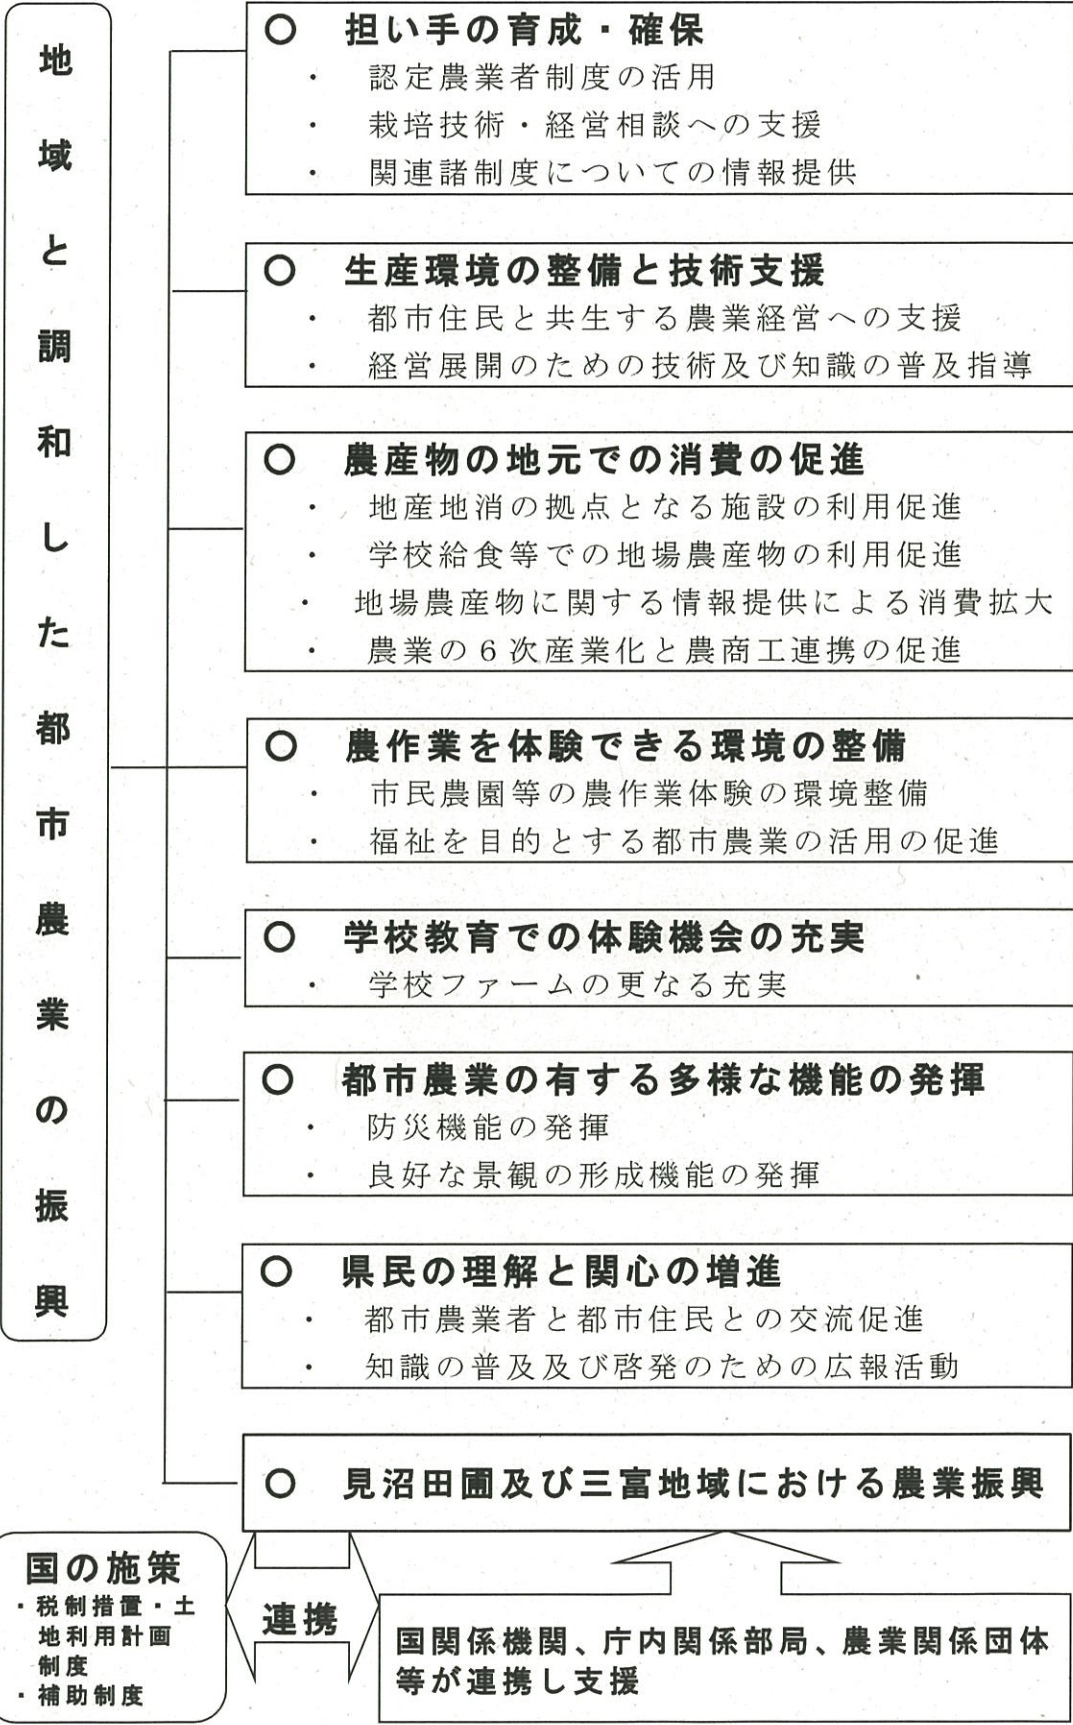 地域と調和した都市農業の振興
○ 担い手の育成・確保
・ 認定農業者制度の活用
・ 栽培技術・経営相談への支援
・ 関連諸制度についての情報提供
○ 生産環境の整備と技術支援
・ 都市住民と共生する農業経営への支援
・ 経営展開のための技術及び知識の普及指導
○ 農産物の地元での消費の促進
・ 地産地消の拠点となる施設の利用促進
・ 学校給食等での地場農産物の利用促進
・ 地場農産物に関する情報提供による消費拡大
・ 農業の6次産業化と農商工連携の促進
○ 農作業を体験できる環境の整備
・ 市民農園等の農作業体験の環境整備
・ 福祉を目的とする都市農業の活用の促進
○ 学校教育での体験機会の充実
・ 学校ファームの更なる充実
○ 都市農業の有する多様な機能の発揮
・ 防災機能の発揮
・ 良好な景観の形成機能の発揮
○ 県民の理解と関心の増進
・ 都市農業者と都市住民との交流促進
・ 知識の普及及び啓発のための広報活動
○ 見沼田圃及び三富地域における農業振興
国の施策
・税制措置・土
地利用計画
制度
・補助制度
連携
国関係機関、庁内関係部局、農業関係団体
等が連携し支援